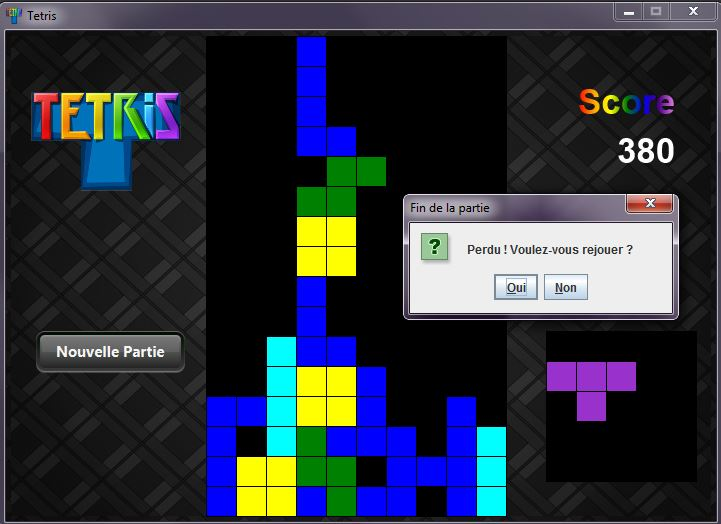 Tetris
TETRiS
Score
380
Fin de la partie
?
Perdu ! Voulez-vous rejouer ?
Oui
Non
Nouvelle Partie